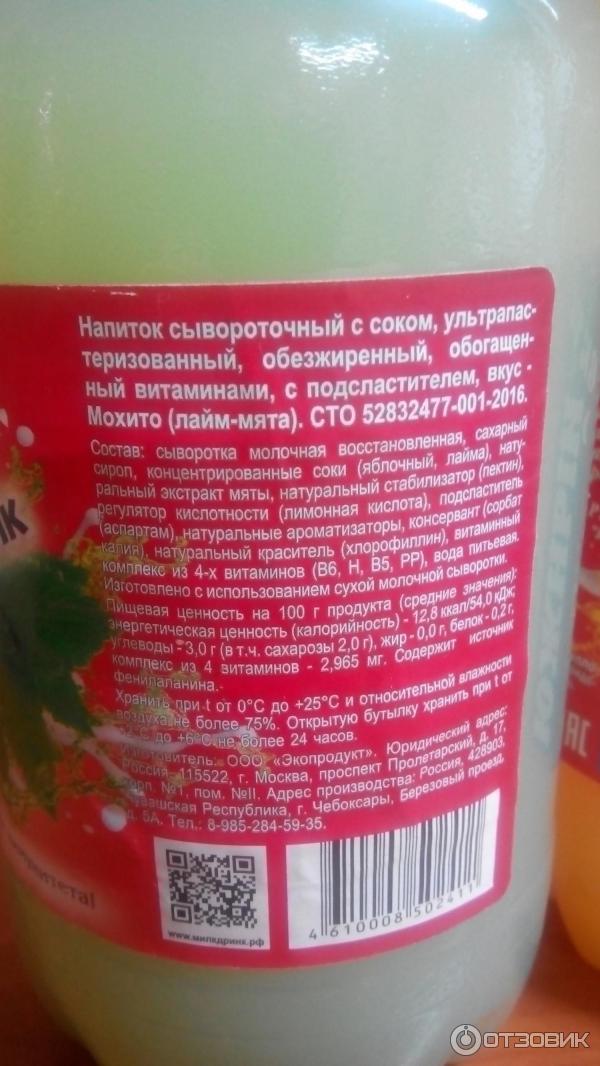 Напиток сывороточный с соком, ультрапас-
теризованный, обезжиренный, обогащен-
ный витаминами, с подсластителем, вкус -
Мохито (лайм-мята). СТО 52832477-001-2016.
Состав: сыворотка молочная восстановленная, сахарный
сироп, концентрированные соки (яблочный, лайма), нату-
ральный экстракт мяты, натуральный стабилизатор (пектин),
регулятор кислотности (лимонная кислота), подсластитель
(аспартам), натуральные ароматизаторы, консервант (сорбат
калия), натуральный краситель (хлорофиллин), витаминный
комплекс из 4-х витаминов (В6, Н, В5, РР), вода питьевая.
Изготовлено с использованием сухой молочной сыворотки.
Пищевая ценность на 100 г продукта (средние значения):
энергетическая ценность (калорийность) - 12,8 ккал/54,0 кДж;
углеводы - 3,0 г (в т.ч. сахарозы 2,0 г), жир - 0,0 г, белок - 0,2 г,
комплекс из 4 витаминов - 2,965 мг. Содержит источник
фенилаланина.
Хранить при t от 0°С до +25°С и относительной влажности
воздуха не более 75%. Открытую бутылку хранить при t от
+2°С до +6°С не более 24 часов.
Изготовитель: ООО «Экопродукт». Юридический адрес:
Россия, 115522, г. Москва, проспект Пролетарский, д. 17,
корп. №1, пом. №II. Адрес производства: Россия, 428903,
Чувашская Республика, г. Чебоксары, Березовый проезд,
д. 5А. Тел.: 8-985-284-59-35.
www.милкдринк.рф
4 610008 502411
ОТЗОВИК